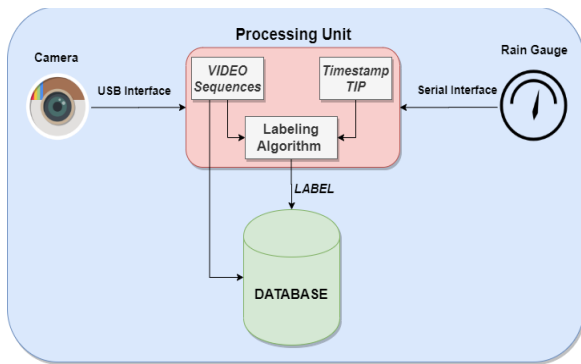 Processing Unit
Camera
Rain Gauge
VIDEO
Sequences
Timestamp
TIP
USB Interface
Serial Interface
Labeling
Algorithm
LABEL
DATABASE